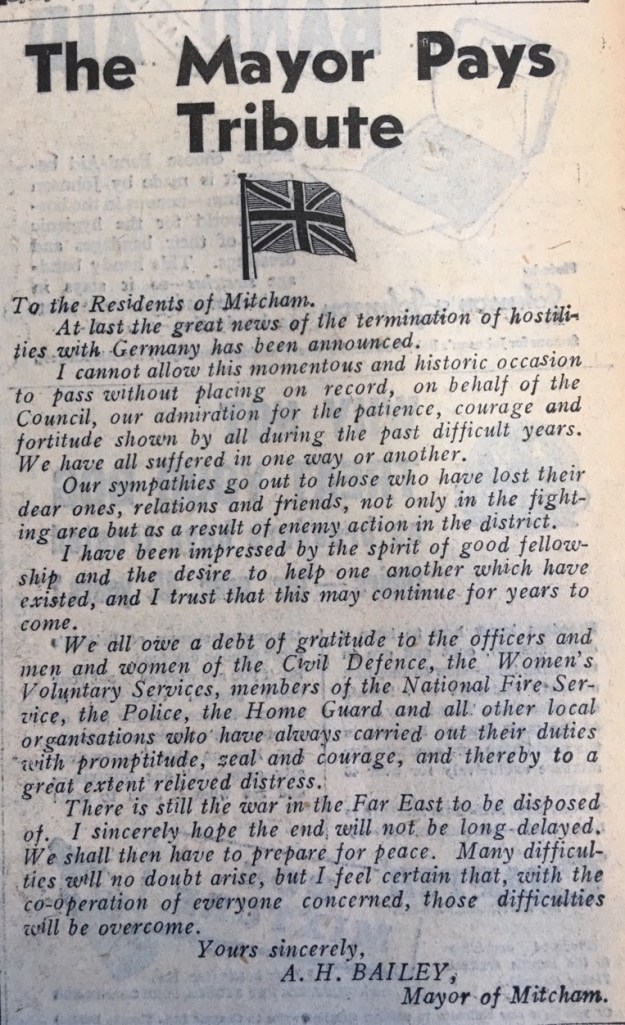 The Mayor Pays
Tribute
To the Residents of Mitcham.
At last the great news of the termination of hostili-
ties with Germany has been announced.
I cannot allow this momentous and historic occasion
to pass without placing on record, on behalf of the
Council, our admiration for the patience, courage and
fortitude shown by all during the past difficult years.
We have all suffered in one way or another.
Our sympathies go out to those who have lost their
dear ones, relations and friends, not only in the fight-
ing area but as a result of enemy action in the district.
I have been impressed by the spirit of good fellow-
ship and the desire to help one another which have
existed, and I trust that this may continue for years to
come.
We all owe a debt of gratitude to the officers and
men and women of the Civil Defence, the Women's
Voluntary Services, members of the National Fire Ser-
vice, the Police, the Home Guard and all other local
organisations who have always carried out their duties
with promptitude, zeal and courage, and thereby to a
great extent relieved distress.
There is still the war in the Far East to be disposed
of. I sincerely hope the end will not be long delayed.
We shall then have to prepare for peace. Many difficul-
ties will no doubt arise, but I feel certain that, with the
co-operation of everyone concerned, those difficulties
will be overcome.
Yours sincerely,
A. H. BAILEY,
Mayor of Mitcham.